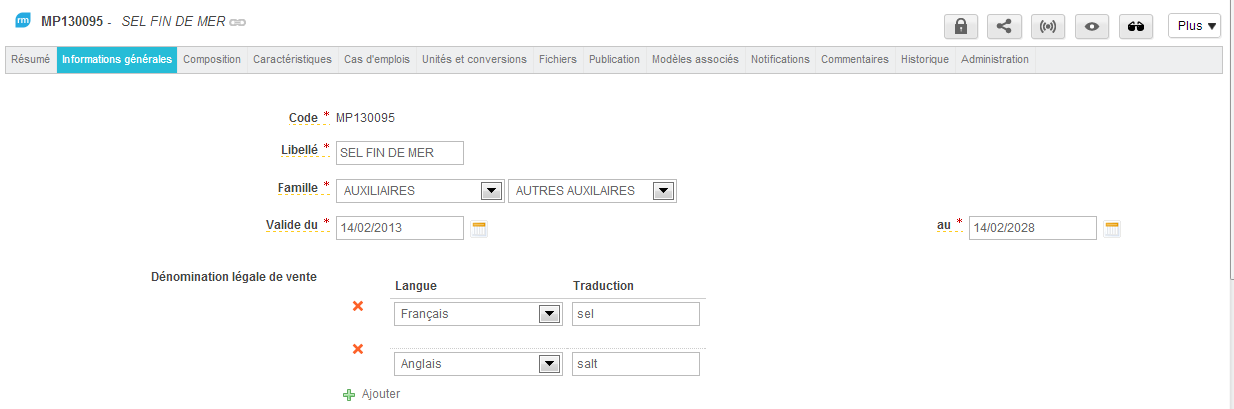 rm MP130095 - SEL FIN DE MER
Plus
Résumé Informations générales Composition Caractéristiques Cas d'emplois Unités et conversions Fichiers Publication Modèles associés Notifications Commentaires Historique Administration
Code * MP130095
Libellé * SEL FIN DE MER
Famille * AUXILIAIRES AUTRES AUXILAIRES
Valide du * 14/02/2013 au * 14/02/2028
Dénomination légale de vente
Langue Traduction
Français sel
Anglais salt
Ajouter